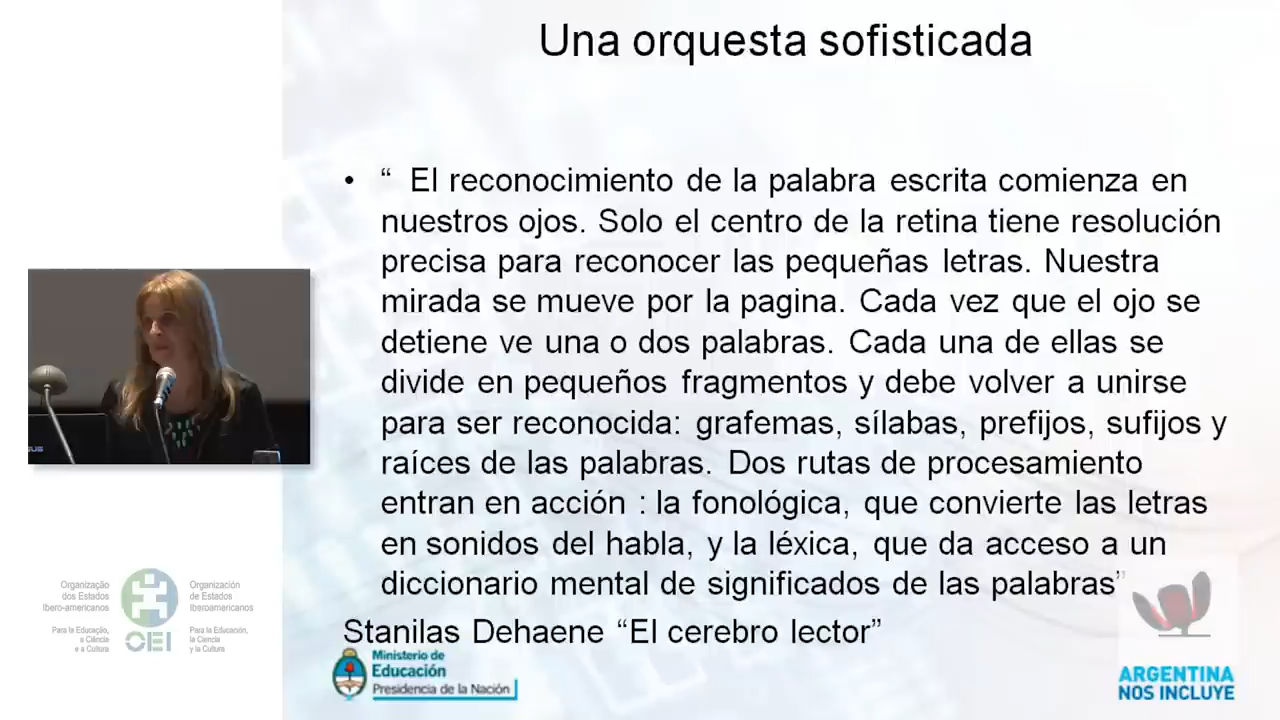 Una orquesta sofisticada
• “ El reconocimiento de la palabra escrita comienza en
nuestros ojos. Solo el centro de la retina tiene resolución
precisa para reconocer las pequeñas letras. Nuestra
mirada se mueve por la pagina. Cada vez que el ojo se
detiene ve una o dos palabras. Cada una de ellas se
divide en pequeños fragmentos y debe volver a unirse
para ser reconocida: grafemas, sílabas, prefijos, sufijos y
raíces de las palabras. Dos rutas de procesamiento
entran en acción : la fonológica, que convierte las letras
en sonidos del habla, y la léxica, que da acceso a un
diccionario mental de significados de las palabras”
Stanilas Dehaene “El cerebro lector”
Organização
dos Estados
Ibero-americanos
Para la Educação,
a Ciência
e a Cultura
OEI
Organización
de Estados
Iberoamericanos
Para la Educación,
la Ciencia
y la Cultura
Ministerio de
Educación
Presidencia de la Nación
ARGENTINA
NOS INCLUYE